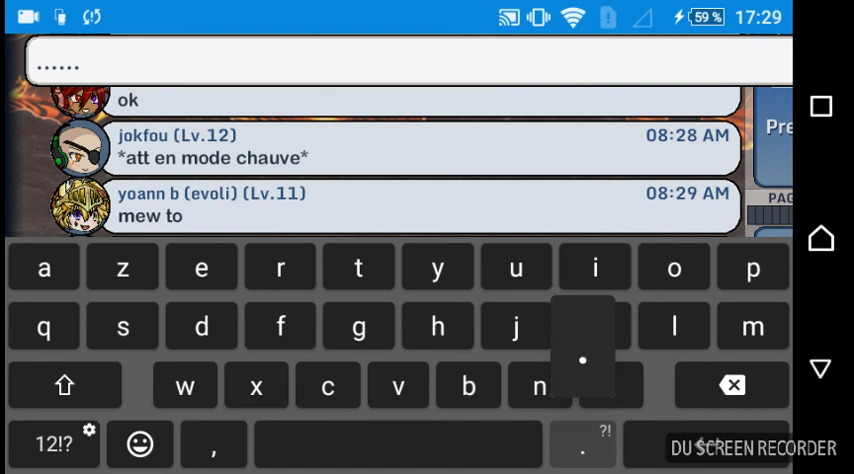 59 % 17:29
......
ok
jokfou (Lv.12) 08:28 AM
*att en mode chauve*
Pre
yoann b (evoli) (Lv.11) 08:29 AM
mew to
PAG
a z e r t y u i o p
q s d f g h j l m
.
w x c v b n
12!? , . ?!
DU SCREEN RECORDER